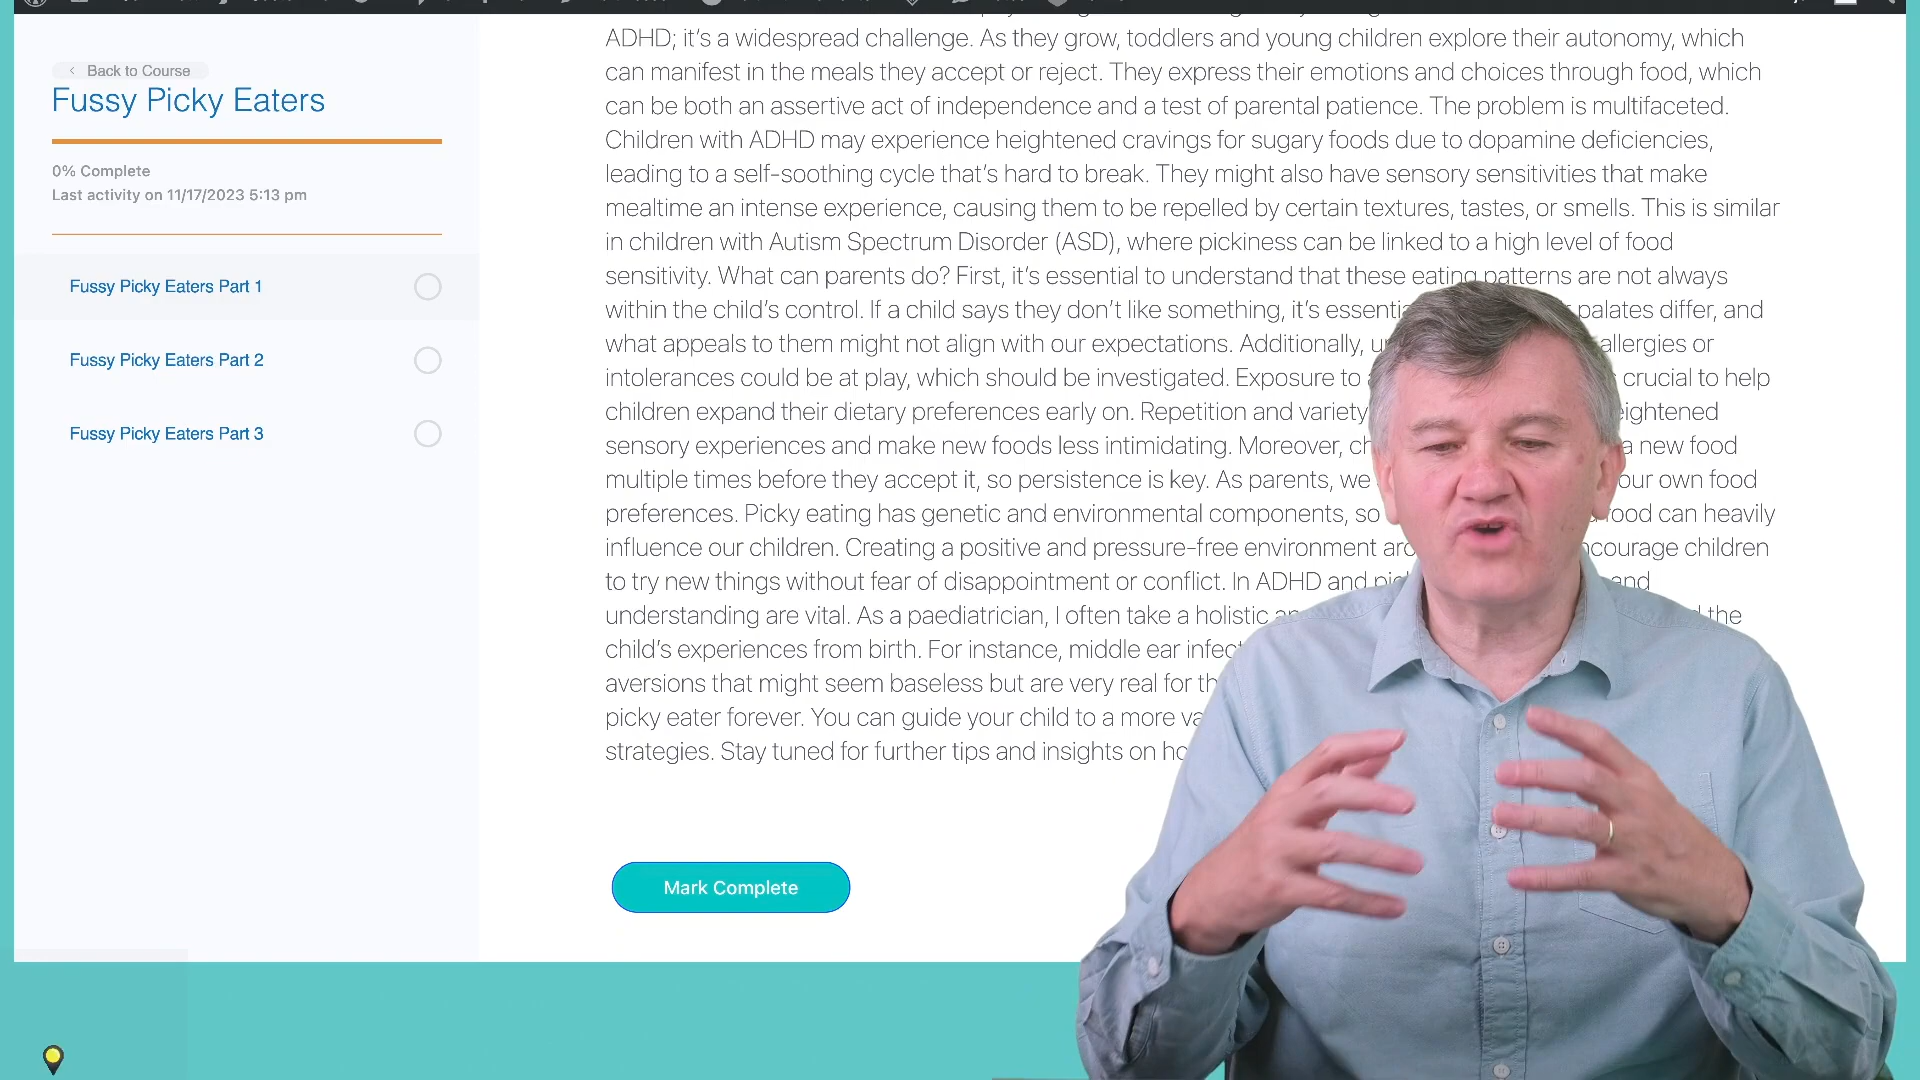 Back to Course
Fussy Picky Eaters
0% Complete
Last activity on 11/17/2023 5:13 pm
Fussy Picky Eaters Part 1
Fussy Picky Eaters Part 2
Fussy Picky Eaters Part 3
ADHD; it's a widespread challenge. As they grow, toddlers and young children explore their autonomy, which
can manifest in the meals they accept or reject. They express their emotions and choices through food, which
can be both an assertive act of independence and a test of parental patience. The problem is multifaceted.
Children with ADHD may experience heightened cravings for sugary foods due to dopamine deficiencies,
leading to a self-soothing cycle that's hard to break. They might also have sensory sensitivities that make
mealtime an intense experience, causing them to be repelled by certain textures, tastes, or smells. This is similar
in children with Autism Spectrum Disorder (ASD), where pickiness can be linked to a high level of food
sensitivity. What can parents do? First, it's essential to understand that these eating patterns are not always
within the child's control. If a child says they don't like something, it's palates differ, and
what appeals to them might not align with our expectations. Additionally, allergies or
intolerances could be at play, which should be investigated. Exposure to crucial to help
children expand their dietary preferences early on. Repetition and variety
sensory experiences and make new foods less intimidating. Moreover, a new food
multiple times before they accept it, so persistence is key. As parents, we our own food
preferences. Picky eating has genetic and environmental components, so food can heavily
influence our children. Creating a positive and pressure-free environment children
to try new things without fear of disappointment or conflict. In ADHD and and
understanding are vital. As a paediatrician, I often take a holistic the
child's experiences from birth. For instance, middle ear
aversions that might seem baseless but are very real for
picky eater forever. You can guide your child to a more
strategies. Stay tuned for further tips and insights on
Mark Complete